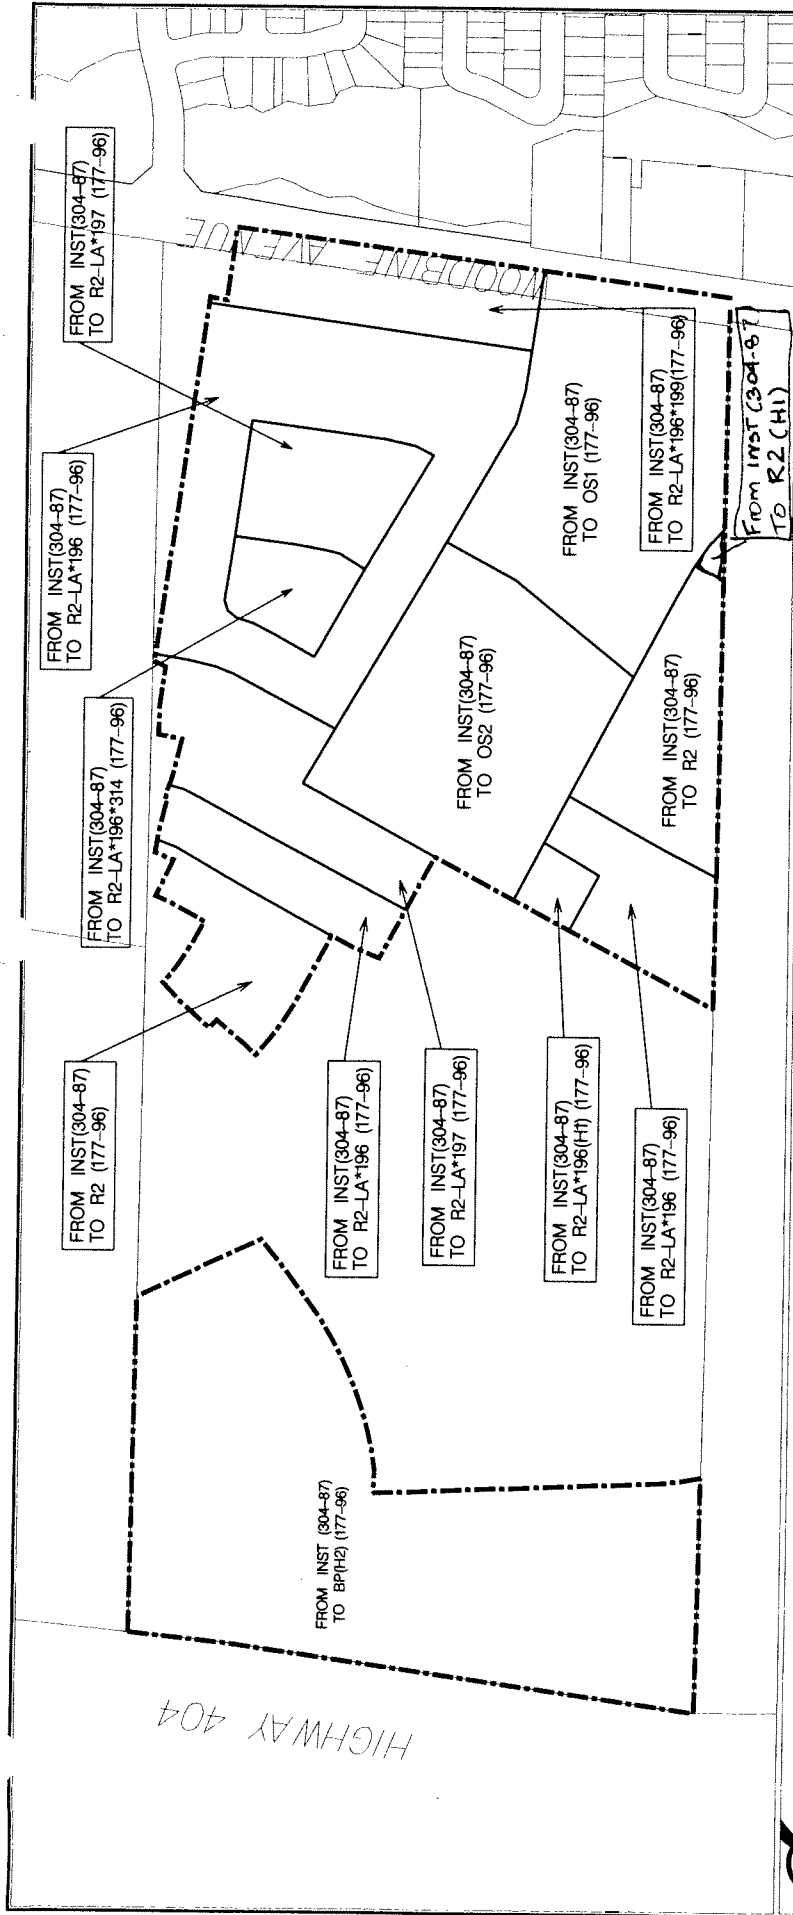 FROM INST(304-87)
TO R2-LA*197 (177-96)
FROM INST(304-87)
TO R2-LA*196 (177-96)
FROM INST(304-87)
TO R2-LA*196*314 (177-96)
FROM INST(304-87)
TO R2 (177-96)
WOODBINE AVENUE
FROM INST(304-87)
TO OS1 (177-96)
FROM INST(304-87)
TO R2-LA*196*199(177-96)
From INST (304-87)
TO R2 (H1)
FROM INST(304-87)
TO OS2 (177-96)
FROM INST(304-87)
TO R2 (177-96)
FROM INST(304-87)
TO R2-LA*196 (177-96)
FROM INST(304-87)
TO R2-LA*197 (177-96)
FROM INST(304-87)
TO R2-LA*196(H1) (177-96)
FROM INST(304-87)
TO R2-LA*196 (177-96)
FROM INST (304-87)
TO BP(H2) (177-96)
HIGHWAY 404